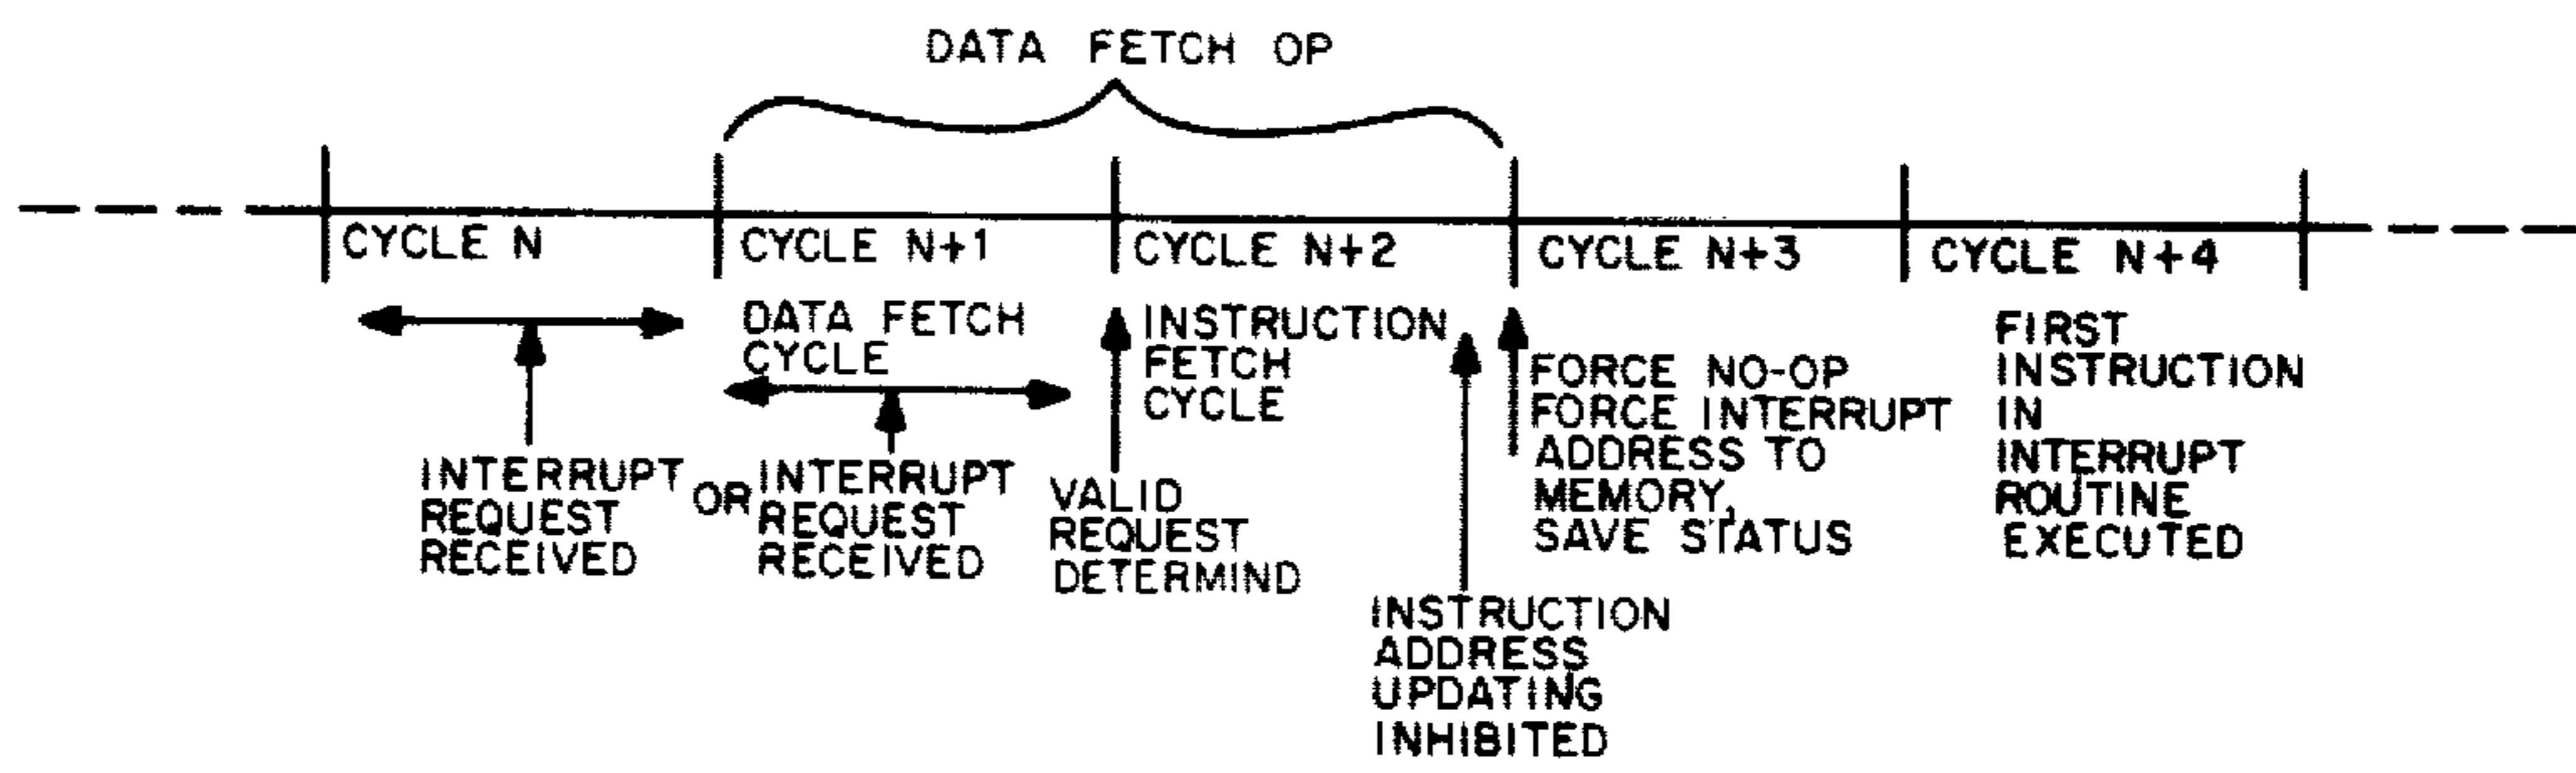 DATA FETCH OP
CYCLE N
CYCLE N+1
CYCLE N+2
CYCLE N+3
CYCLE N+4
DATA FETCH
CYCLE
INSTRUCTION
FETCH
CYCLE
INTERRUPT
REQUEST
RECEIVED
OR
INTERRUPT
REQUEST
RECEIVED
VALID
REQUEST
DETERMIND
INSTRUCTION
ADDRESS
UPDATING
INHIBITED
FORCE NO-OP
FORCE INTERRUPT
ADDRESS TO
MEMORY,
SAVE STATUS
FIRST
INSTRUCTION
IN
INTERRUPT
ROUTINE
EXECUTED